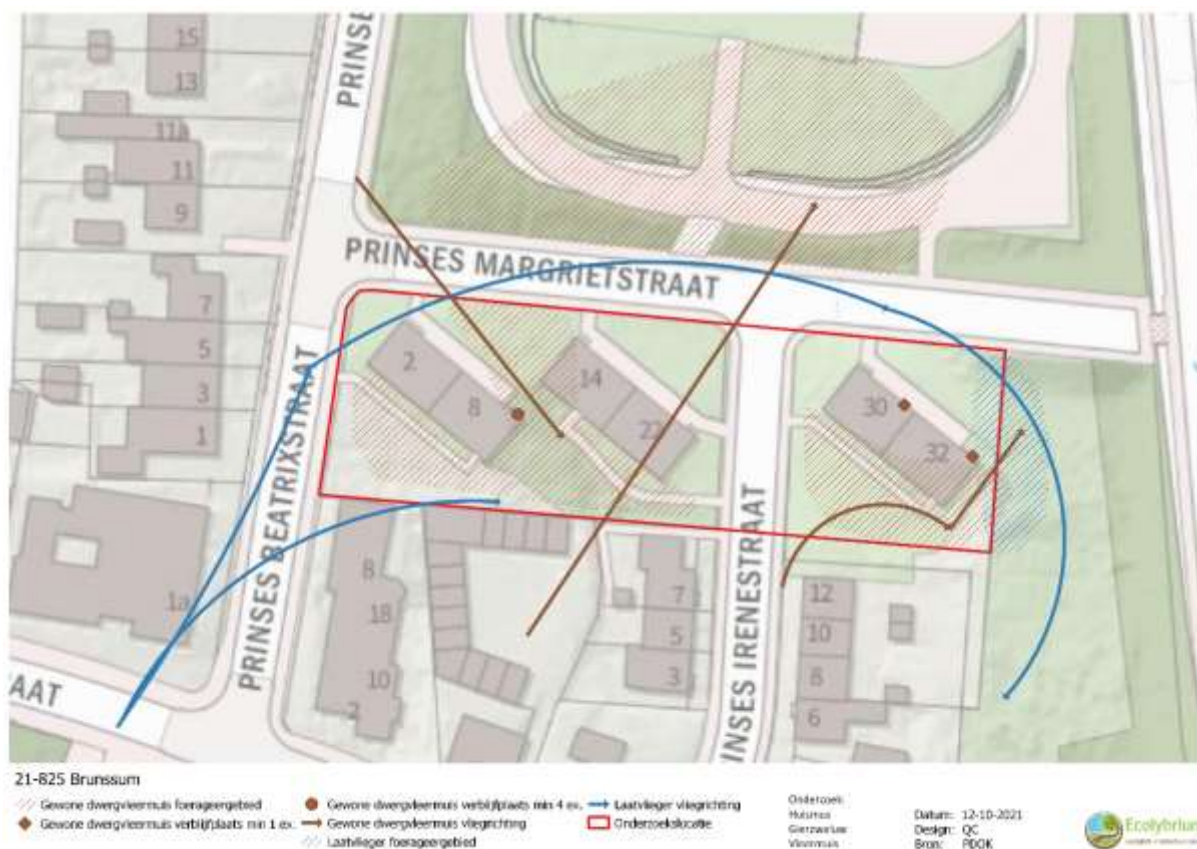 PRINSES
15
13
11a
11
9
7
5
3
1
1a
PRINSES MARGRIETSTRAAT
2
8
14
22
30
32
PRINSES BEATRIXSTRAAT
PRINSES IRENESTRAAT
8
18
10
2
7
5
3
12
10
8
6
RAAT
21-825 Brunssum
Gewone dwergvleermuis foerageergebied
Gewone dwergvleermuis verblijfplaats min 1 ex.
Gewone dwergvleermuis verblijfplaats min 4 ex.
Gewone dwergvleermuis vliegrichting
Laatvlieger foerageergebied
Laatvlieger vliegrichting
Onderzoekslocatie
Onderzoek:
Huismus
Gierzwaluw
Vleermuis
Datum: 12-10-2021
Design: QC
Bron: PDOK
Ecolybrium